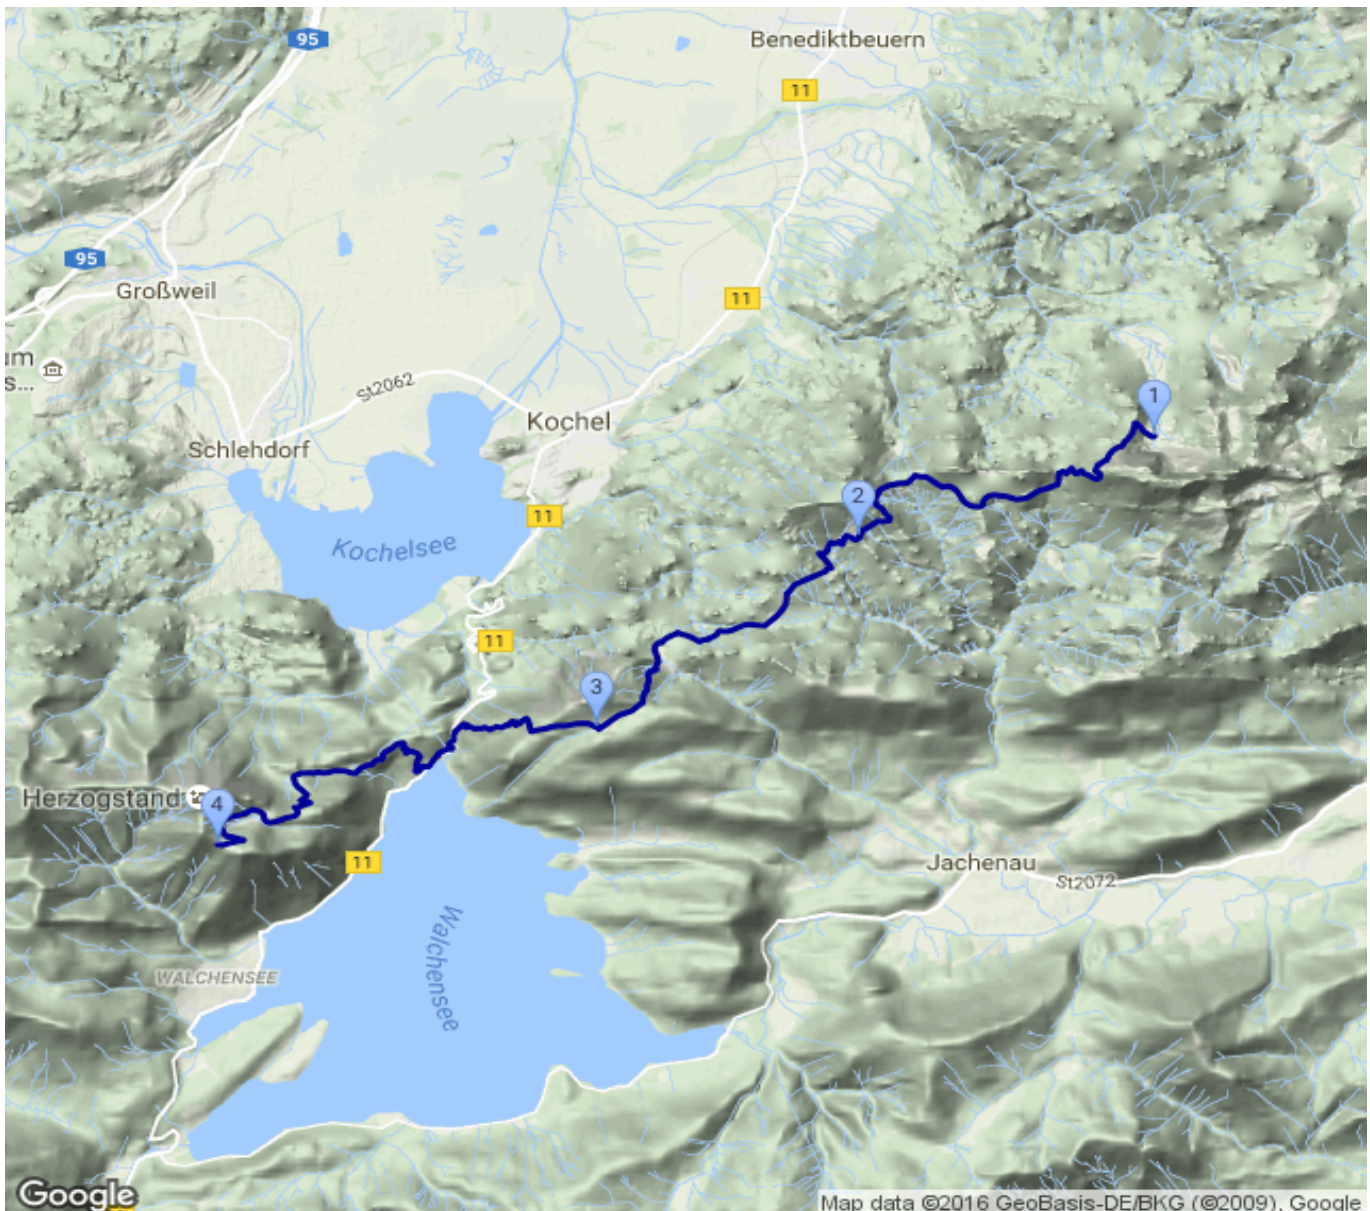 95
Benediktbeuern
11
95
Großweil
11
um
s...
St2062
Kochel
Schlehdorf
1
2
11
Kochelsee
11
3
Herzogstand
4
11
Jachenau
St2072
Walchensee
WALCHENSEE
Google
Map data ©2016 GeoBasis-DE/BKG (©2009), Google